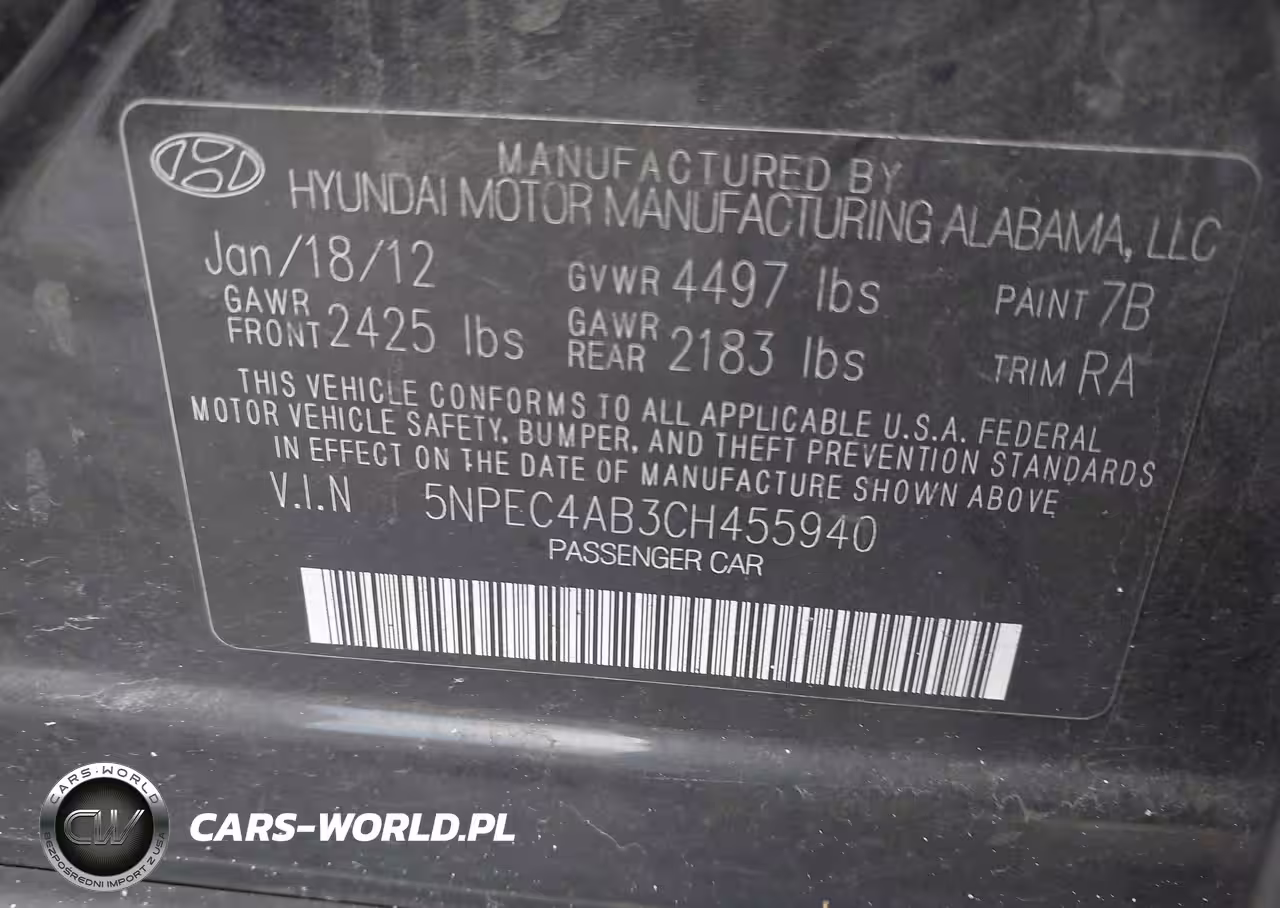 MANUFACTURED BY
HYUNDAI MOTOR MANUFACTURING ALABAMA, LLC
Jan/18/12 GVWR 4497 lbs PAINT 7B
GAWR FRONT 2425 lbs GAWR REAR 2183 lbs TRIM RA
THIS VEHICLE CONFORMS TO ALL APPLICABLE U.S.A. FEDERAL
MOTOR VEHICLE SAFETY, BUMPER, AND THEFT PREVENTION STANDARDS
IN EFFECT ON THE DATE OF MANUFACTURE SHOWN ABOVE
V.I.N 5NPEC4AB3CH455940
PASSENGER CAR
CARS-WORLD
CW
BEZPOŚREDNI IMPORT Z USA
CARS-WORLD.PL